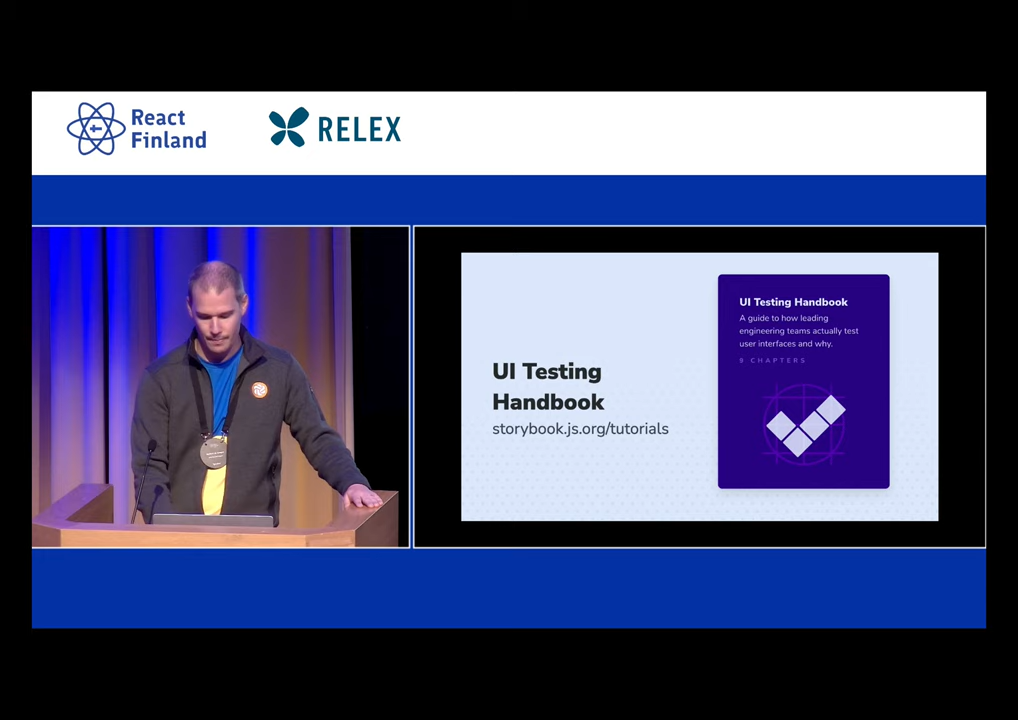 React
Finland
RELEX
UI Testing
Handbook
storybook.js.org/tutorials
UI Testing Handbook
A guide to how leading
engineering teams actually test
user interfaces and why.
9 CHAPTERS